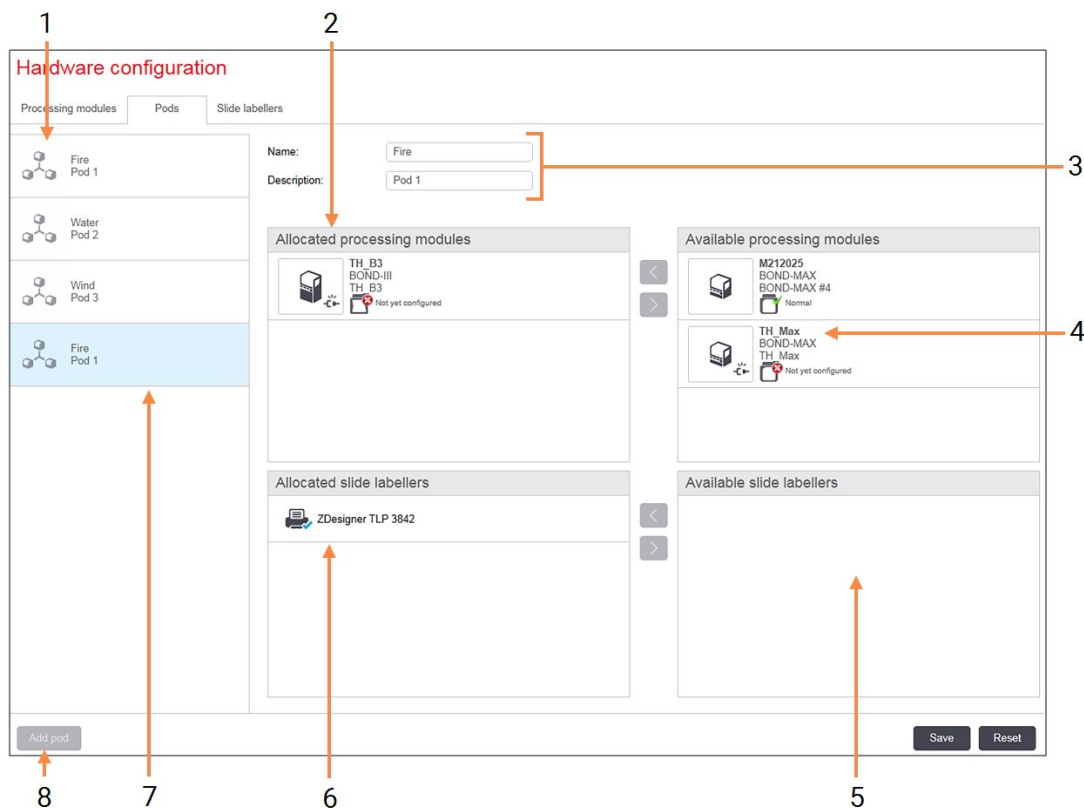 1
2
Hardware configuration
Processing modules
Pods
Slide labellers
Fire
Pod 1
Water
Pod 2
Wind
Pod 3
Fire
Pod 1
Name:
Fire
Description:
Pod 1
3
Allocated processing modules
TH_B3
BOND-III
TH_B3
Not yet configured
<
>
Available processing modules
M212025
BOND-MAX
BOND-MAX #4
Normal
TH_Max
BOND-MAX
TH_Max
Not yet configured
4
Allocated slide labellers
ZDesigner TLP 3842
<
>
Available slide labellers
Add pod
Save
Reset
8
7
6
5